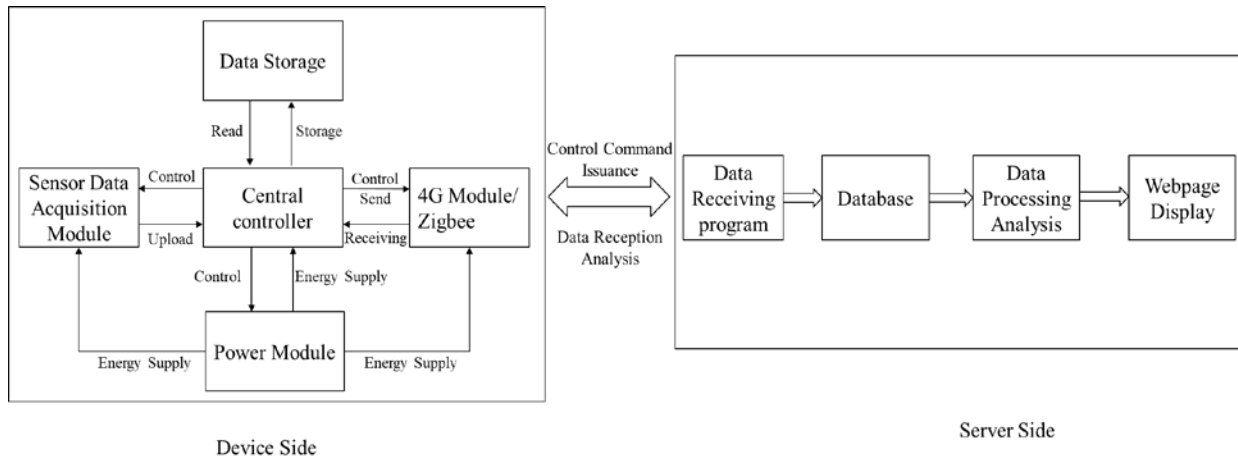 Data Storage
Read
Storage
Sensor Data
Acquisition
Module
Control
Upload
Central
controller
Control
Send
Receiving
4G Module/
Zigbee
Control
Energy Supply
Power Module
Energy Supply
Energy Supply
Device Side
Control Command
Issuance
Data Reception
Analysis
Data
Receiving
program
Database
Data
Processing
Analysis
Webpage
Display
Server Side